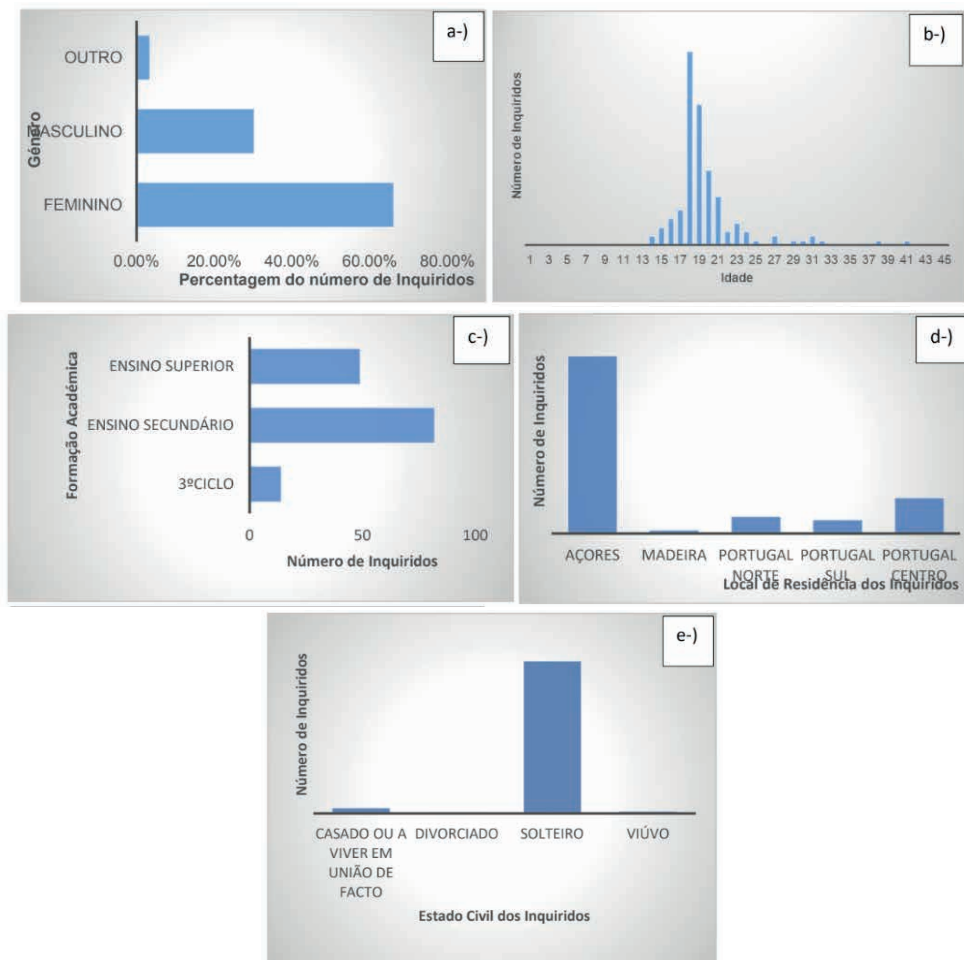 a-)
OUTRO
MASCULINO
FEMININO
Género
0.00% 20.00% 40.00% 60.00% 80.00%
Percentagem do número de Inquiridos
b-)
Número de Inquiridos
1 3 5 7 9 11 13 14 15 17 19 21 23 25 27 29 31 33 35 37 39 41 43 45
Idade
c-)
Formação Académica
ENSINO SUPERIOR
ENSINO SECUNDÁRIO
3ºCICLO
0 50 100
Número de Inquiridos
d-)
Número de Inquiridos
AÇORES MADEIRA PORTUGAL PORTUGAL PORTUGAL
NORTE SUL CENTRO
Local de Residência dos Inquiridos
e-)
Número de Inquiridos
CASADO OU A DIVORCIADO SOLTEIRO VIÚVO
VIVER EM
UNIÃO DE
FACTO
Estado Civil dos Inquiridos